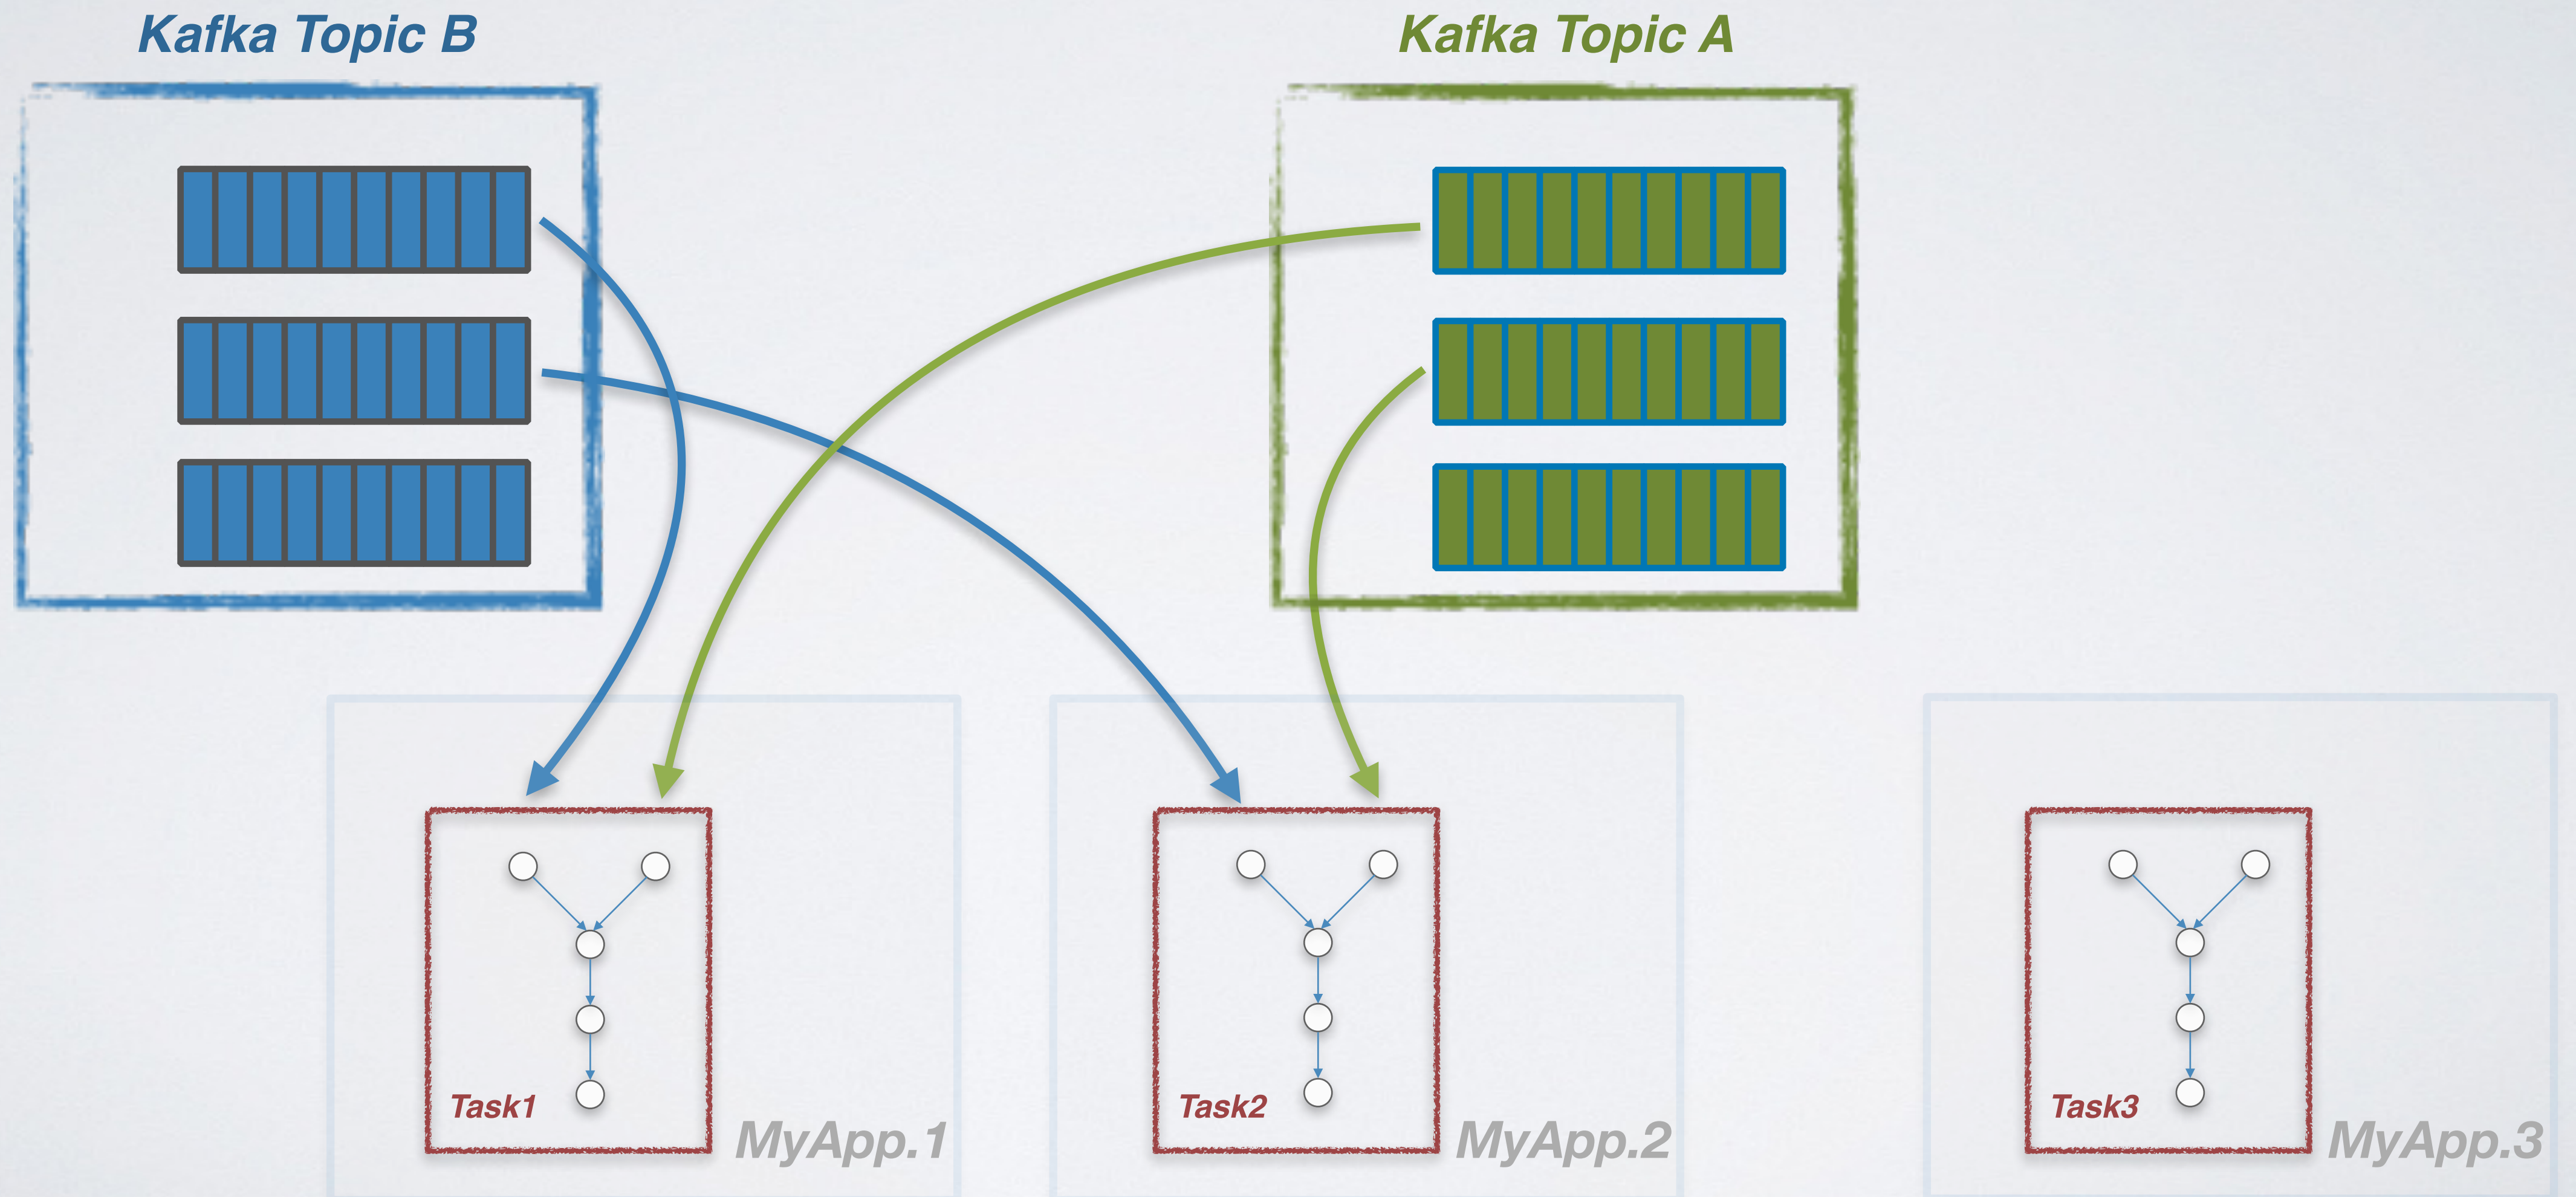 Kafka Topic B
Kafka Topic A
Task1
MyApp.1
Task2
MyApp.2
Task3
MyApp.3